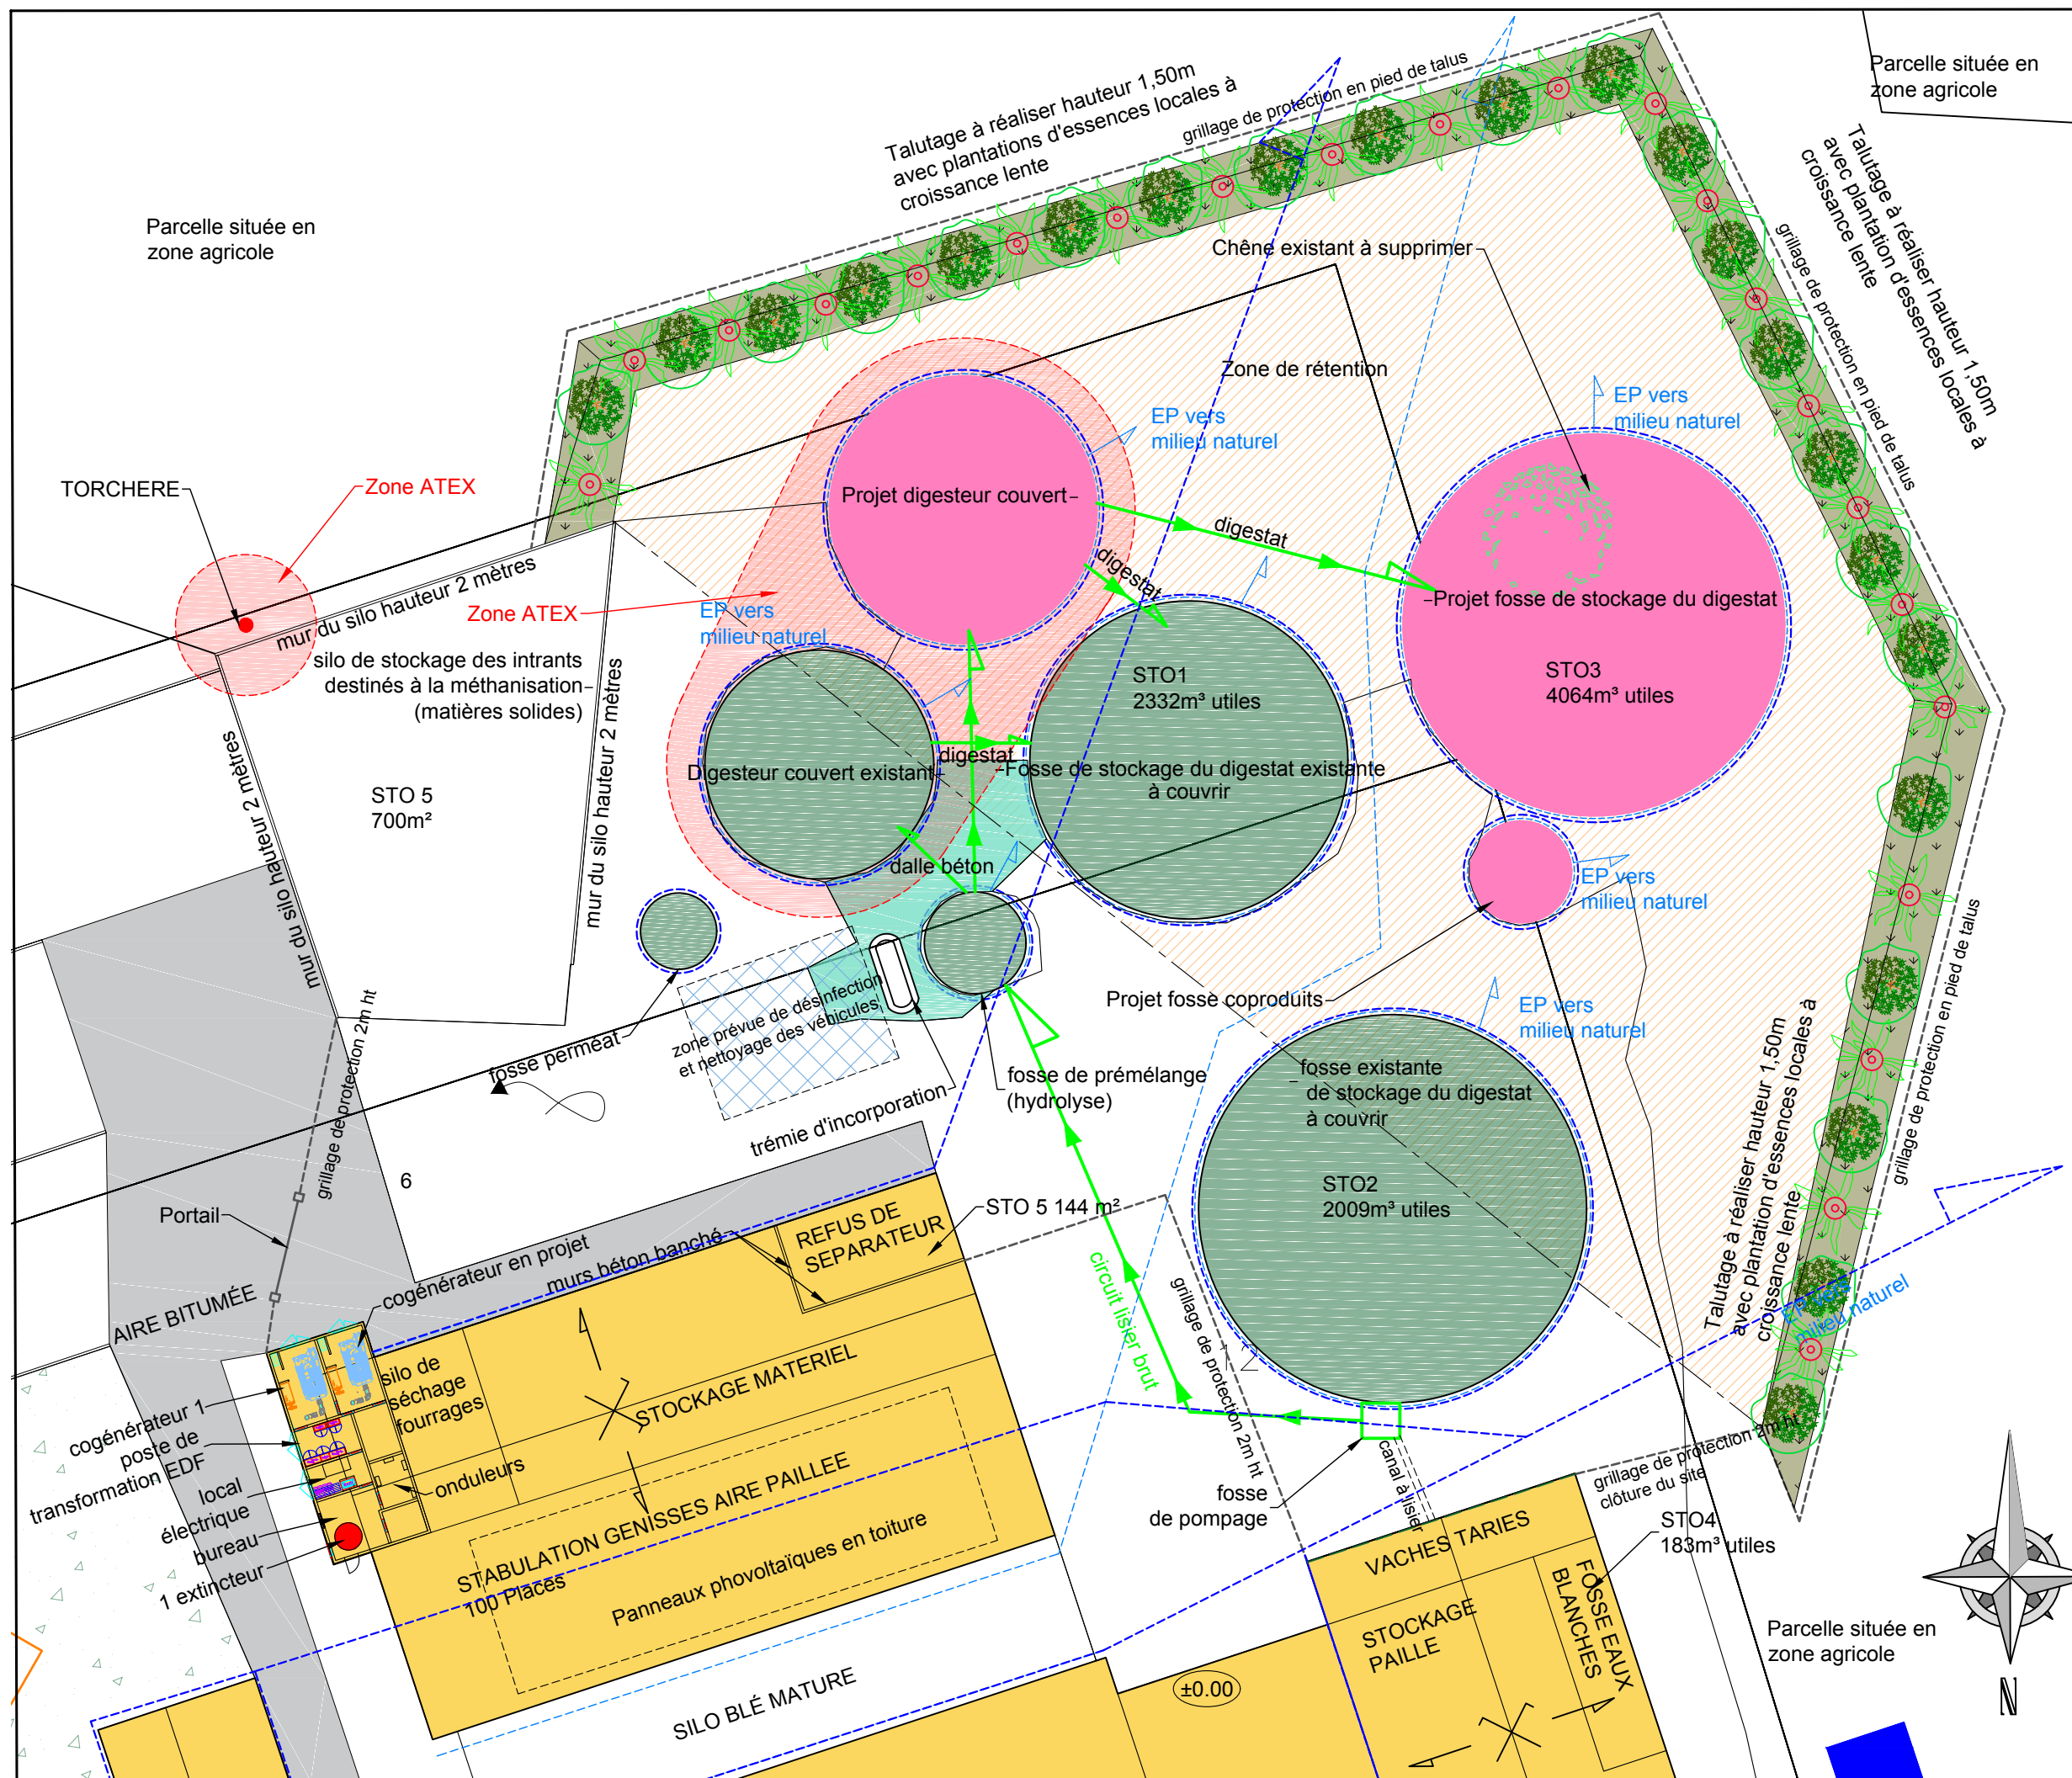 Parcelle située en
zone agricole
Talutage à réaliser hauteur 1,50m
avec plantations d'essences locales à
croissance lente
grillage de protection en pied de talus
Parcelle située en
zone agricole
Talutage à réaliser hauteur 1,50m
avec plantation d'essences locales à
croissance lente
grillage de protection en pied de talus
Chêne existant à supprimer
Zone de rétention
EP vers
milieu naturel
EP vers
milieu naturel
TORCHERE
Zone ATEX
Projet digesteur couvert
digestat
digestat
mur du silo hauteur 2 mètres
Zone ATEX
EP vers
milieu naturel
Projet fosse de stockage du digestat
silo de stockage des intrants
destinés à la méthanisation
(matières solides)
STO1
2332m³ utiles
STO3
4064m³ utiles
mur du silo hauteur 2 mètres
mur du silo hauteur 2 mètres
STO 5
700m²
digestat
Digesteur couvert existant
Fosse de stockage du digestat existante
à couvrir
dalle béton
EP vers
milieu naturel
zone prévue de désinfection
et nettoyage des véhicules
Projet fosse coproduits
EP vers
milieu naturel
grillage de protection en pied de talus
grillage de protection 2m ht
fosse perméat
fosse de prémélange
(hydrolyse)
trémie d'incorporation
fosse existante
de stockage du digestat
à couvrir
Talutage à réaliser hauteur 1,50m
avec plantation d'essences locales à
croissance lente
6
STO2
2009m³ utiles
Portail
STO 5 144 m²
REFUS DE
SEPARATEUR
murs béton banché
cogénérateur en projet
circuit lisier brut
grillage de protection 2m ht
12
EP vers
milieu naturel
AIRE BITUMÉE
silo de
séchage
fourrages
STOCKAGE MATERIEL
cogénérateur 1
poste de
transformation EDF
local
électrique
bureau
1 extincteur
onduleurs
STABULATION GENISSES AIRE PAILLEE
100 Places
Panneaux phovoltaïques en toiture
fosse
de pompage
canal à lisier
grillage de protection 2m ht
clôture du site
STO4
183m³ utiles
VACHES TARIES
FOSSE EAUX
BLANCHES
STOCKAGE
PAILLE
Parcelle située en
zone agricole
SILO BLÉ MATURE
±0.00
N